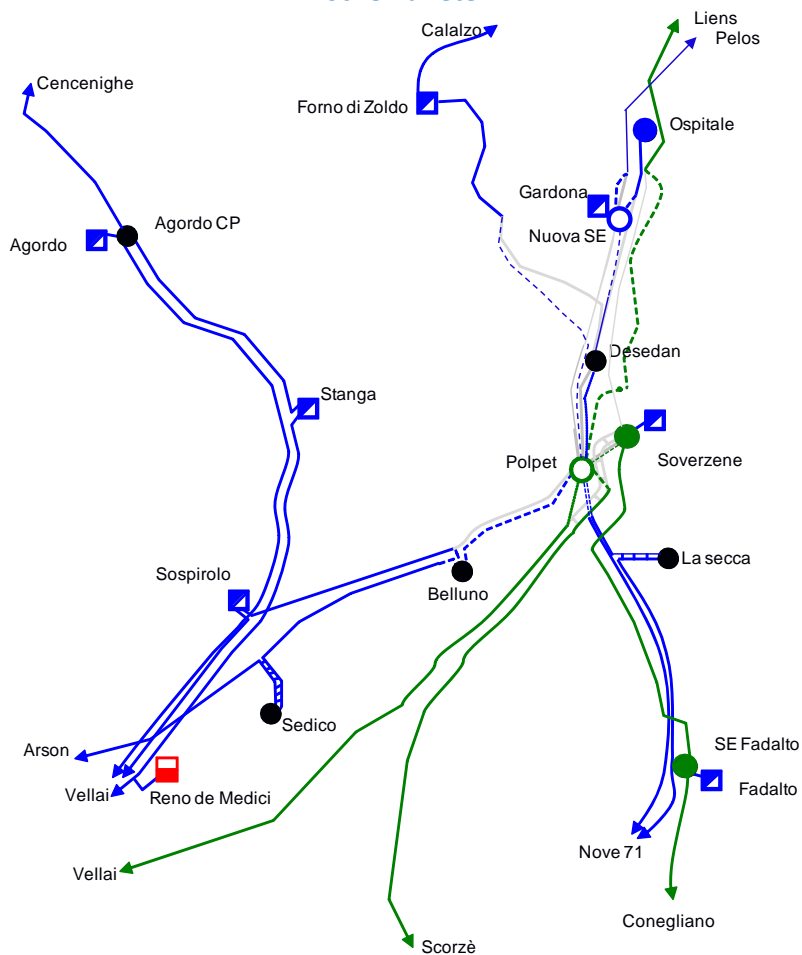 Liens
Calalzo
Pelos
Cencenighe
Forno di Zoldo
Ospitale
Gardona
Agordo CP
Agordo
Nuova SE
Desedan
Stanga
Polpet
Soverzene
La secca
Sospirolo
Belluno
Sedico
Arson
SE Fadalto
Fadalto
Vellai
Reno de Medici
Nove 71
Vellai
Conegliano
Scorzè